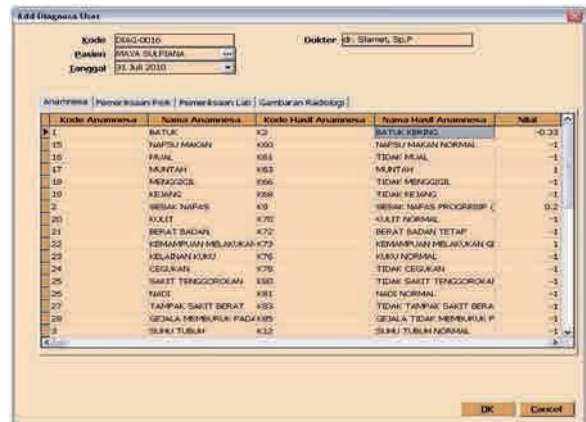 Add Diagnosa User
Kode DIAG-0016 Dokter dr. Slamet, Sp.P
Pasien MAYA SULFIANA
Tanggal 31 Juli 2010
Anamnesa Pemeriksaan Fisik Pemeriksaan Lab Gambaran Radiologi
Kode Anamnesa Nama Anamnesa Kode Hasil Anamnesa Nama Hasil Anamnesa Nilai
1 BATUK K3 BATUK KERING -0.33
15 NAFSU MAKAN K60 NAFSU MAKAN NORMAL -1
16 MUAL K61 TIDAK MUAL -1
17 MUNTAH K63 MUNTAH 1
18 MENGGIGIL K66 TIDAK MENGGIGIL -1
19 KEJANG K68 TIDAK KEJANG -1
2 SESAK NAFAS K9 SESAK NAFAS PROGRESIF ( 0.2
20 KULIT K70 KULIT NORMAL -1
21 BERAT BADAN K72 BERAT BADAN TETAP -1
22 KEMAMPUAN MELAKUKAN K73 KEMAMPUAN MELAKUKAN 1
23 KELAINAN KUKU K76 KUKU NORMAL -1
24 CEGUKAN K78 TIDAK CEGUKAN -1
25 SAKIT TENGGOROKAN K80 TIDAK SAKIT TENGGOROKAN -1
26 NADI K81 NADI NORMAL -1
27 TAMPAK SAKIT BERAT K83 TIDAK TAMPAK SAKIT BERA -1
28 GEJALA MEMBURUK PADA K85 GEJALA TIDAK MEMBURUK P -1
3 SUHU TUBUH K12 SUHU TUBUH NORMAL -1
OK Cancel